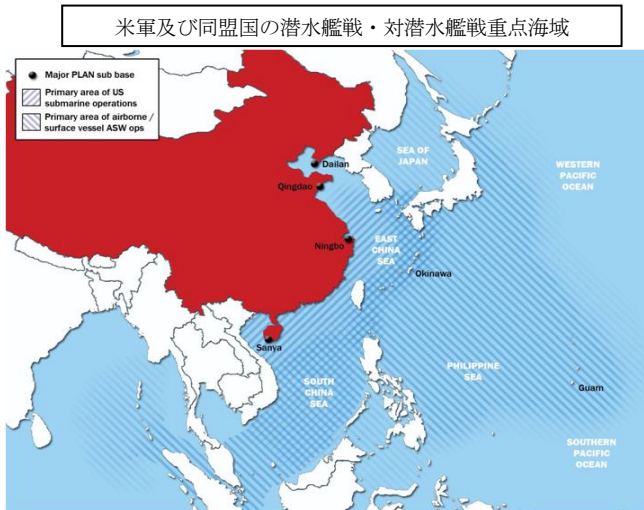 米軍及び同盟国の潜水艦戦・対潜水艦戦重点海域
Major PLAN sub base
Primary area of US
submarine operations
Primary area of airborne /
surface vessel ASW ops
Dailan
SEA OF
JAPAN
WESTERN
PACIFIC
OCEAN
Qingdao
Ningbo
EAST
CHINA
SEA
Okinawa
Sanya
SOUTH
CHINA
SEA
PHILIPPINE
SEA
Guam
SOUTHERN
PACIFIC
OCEAN